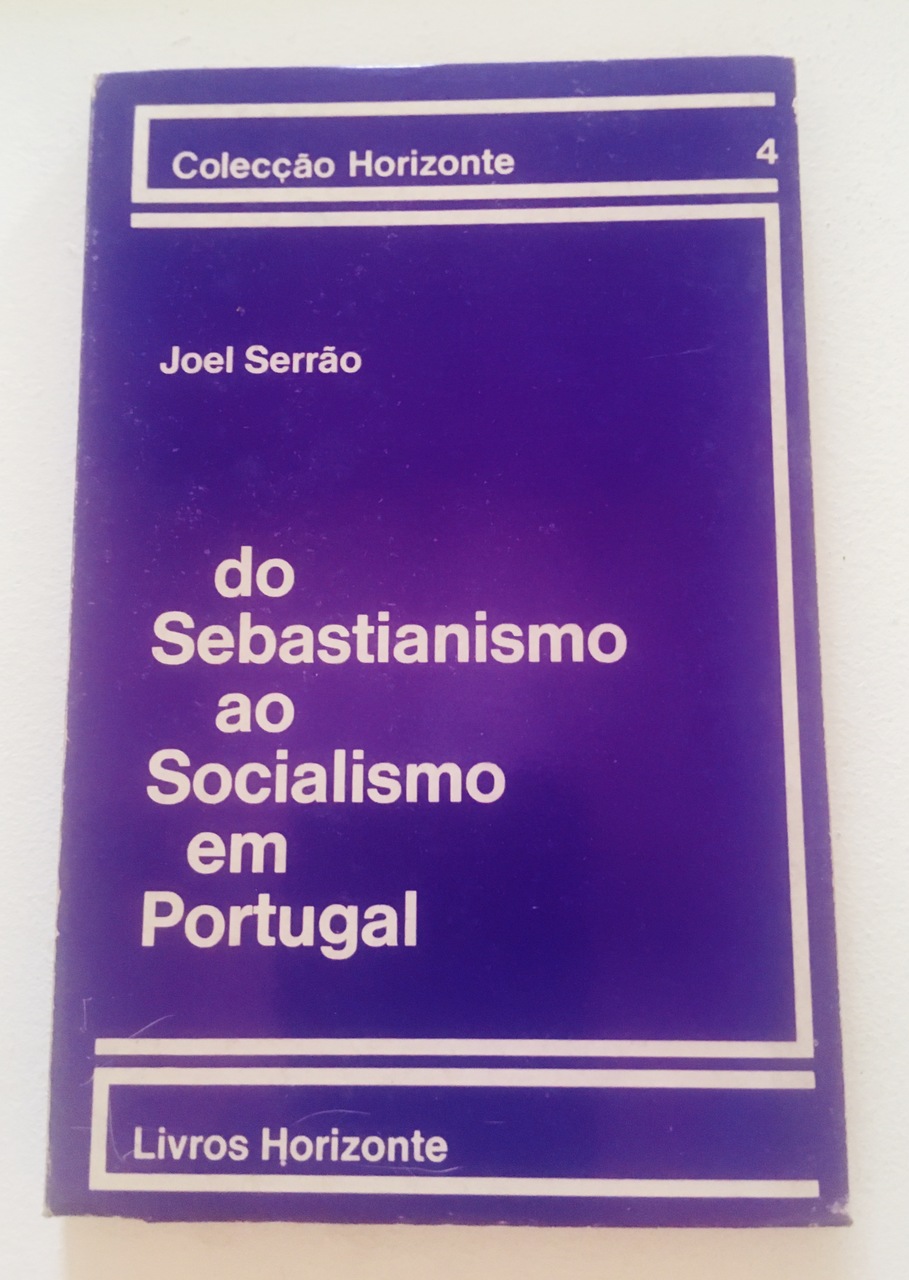 Colecção Horizonte 4
Joel Serrão
do
Sebastianismo
ao
Socialismo
em
Portugal
Livros Horizonte